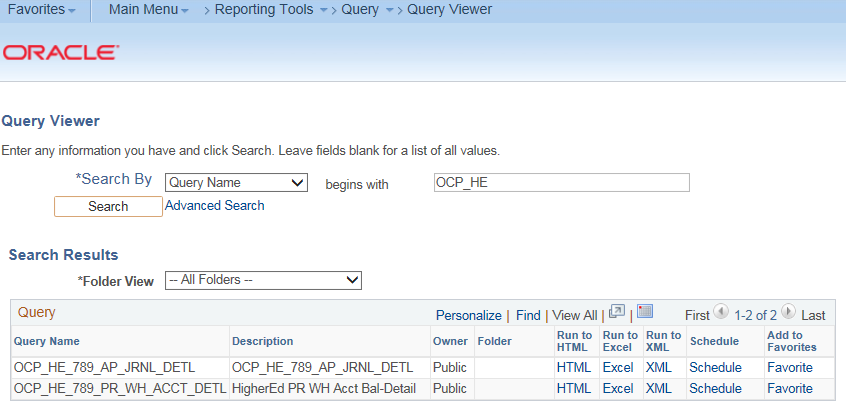 Favorites Main Menu > Reporting Tools > Query > Query Viewer
ORACLE
Query Viewer
Enter any information you have and click Search. Leave fields blank for a list of all values.
*Search By Query Name begins with OCP_HE
Search Advanced Search
Search Results
*Folder View -- All Folders --
Query Personalize | Find | View All | | First 1-2 of 2 Last
Query Name Description Owner Folder Run to HTML Run to Excel Run to XML Schedule Add to Favorites
OCP_HE_789_AP_JRNL_DETL OCP_HE_789_AP_JRNL_DETL Public HTML Excel XML Schedule Favorite
OCP_HE_789_PR_WH_ACCT_DETL HigherEd PR WH Acct Bal-Detail Public HTML Excel XML Schedule Favorite